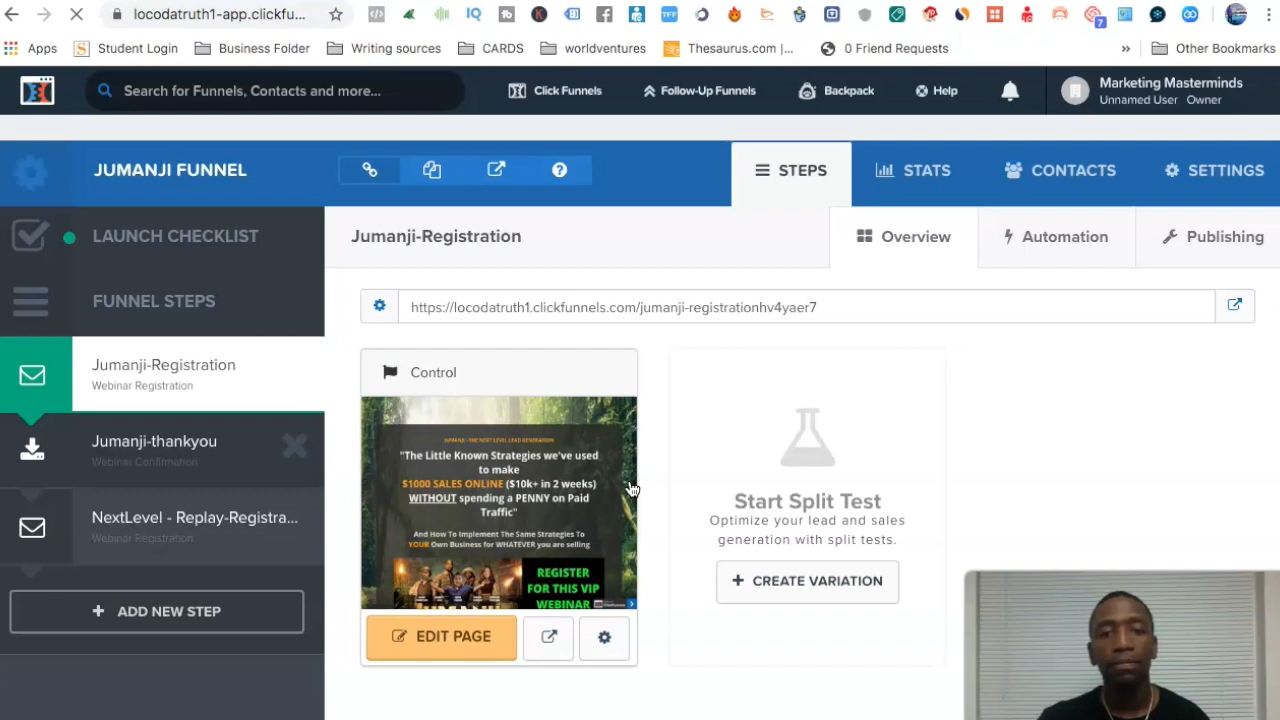 locodatruth1-app.clickfu...
7
Apps
Student Login
Business Folder
Writing sources
CARDS
worldventures
Thesaurus.com |...
0 Friend Requests
»
Other Bookmarks
Search for Funnels, Contacts and more...
Click Funnels
Follow-Up Funnels
Backpack
Help
Marketing Masterminds
Unnamed User Owner
JUMANJI FUNNEL
STEPS
STATS
CONTACTS
SETTINGS
LAUNCH CHECKLIST
Jumanji-Registration
Overview
Automation
Publishing
FUNNEL STEPS
https://locodatruth1.clickfunnels.com/jumanji-registrationhv4yaer7
Jumanji-Registration
Webinar Registration
Control
Jumanji-thankyou
Webinar Confirmation
NextLevel - Replay-Registra...
Webinar Registration
+ ADD NEW STEP
JUMANJI - THE NEXT LEVEL LEAD GENERATION
"The Little Known Strategies we've used
to make
$1000 SALES ONLINE ($10k+ in 2 weeks)
WITHOUT spending a PENNY on Paid
Traffic"
And How To Implement The Same Strategies To
YOUR Own Business for WHATEVER you are selling
REGISTER
FOR THIS VIP
WEBINAR
EDIT PAGE
Start Split Test
Optimize your lead and sales
generation with split tests.
+ CREATE VARIATION